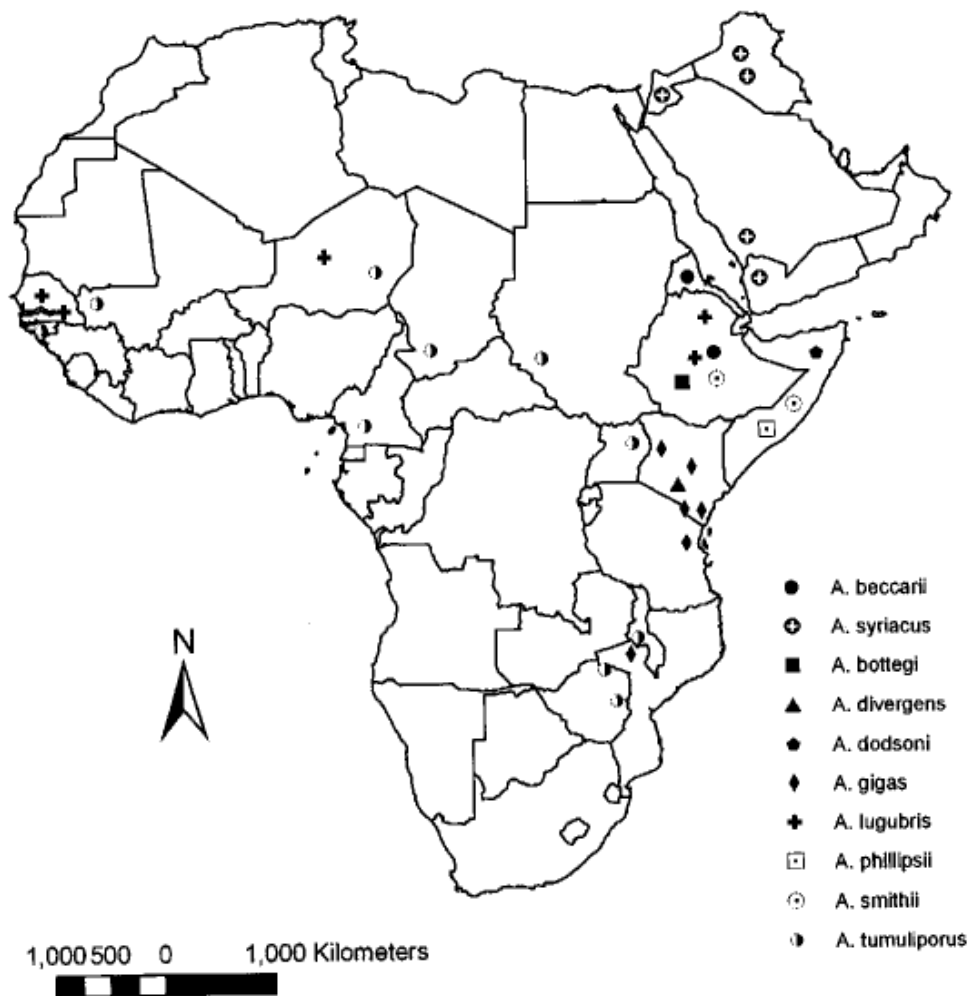 A. beccarii
A. syriacus
A. bottegi
A. divergens
A. dodsoni
A. gigas
A. lugubris
A. phillipsii
A. smithii
A. tumuliporus
N
1,000 500 0 1,000 Kilometers